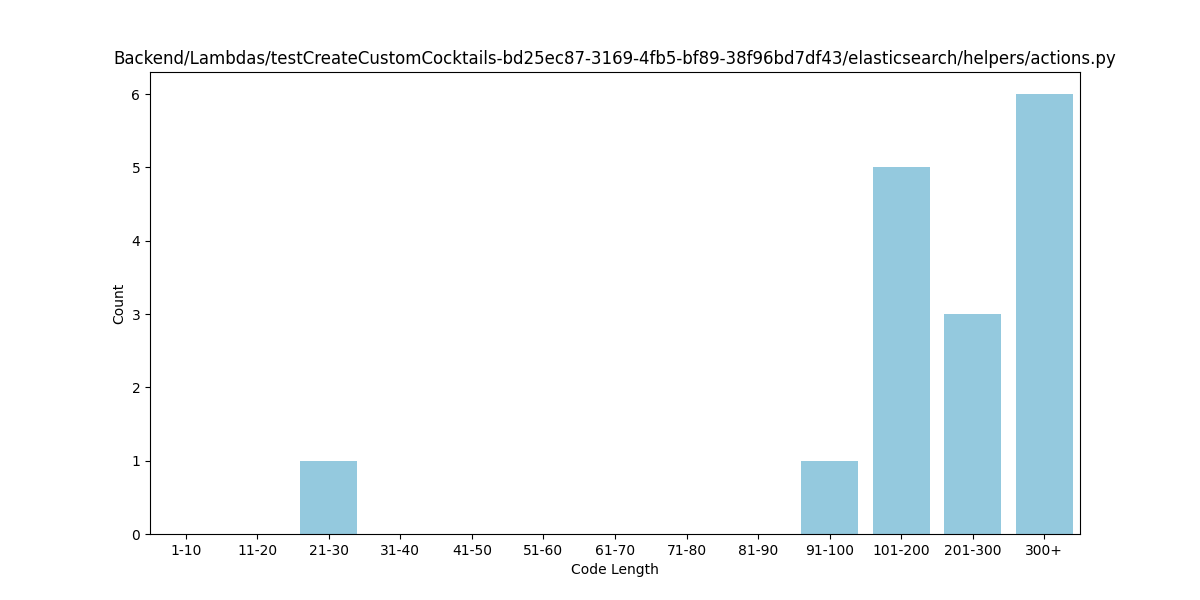 Backend/Lambdas/testCreateCustomCocktails-bd25ec87-3169-4fb5-bf89-38f96bd7df43/elasticsearch/helpers/actions.py
6
5
4
3
2
1
0
Count
1-10 11-20 21-30 31-40 41-50 51-60 61-70 71-80 81-90 91-100 101-200 201-300 300+
Code Length